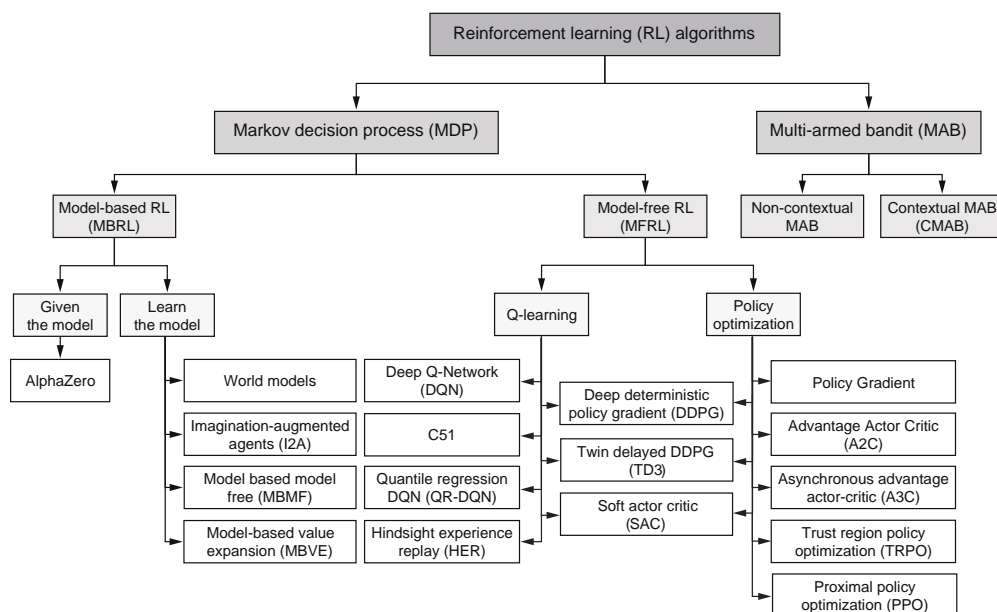 Reinforcement learning (RL) algorithms
Markov decision process (MDP)
Multi-armed bandit (MAB)
Model-based RL
(MBRL)
Model-free RL
(MFRL)
Non-contextual
MAB
Contextual MAB
(CMAB)
Given
the model
Learn
the model
Q-learning
Policy
optimization
AlphaZero
World models
Imagination-augmented
agents (I2A)
Model based model
free (MBMF)
Model-based value
expansion (MBVE)
Deep Q-Network
(DQN)
C51
Quantile regression
DQN (QR-DQN)
Hindsight experience
replay (HER)
Deep deterministic
policy gradient (DDPG)
Twin delayed DDPG
(TD3)
Soft actor critic
(SAC)
Policy Gradient
Advantage Actor Critic
(A2C)
Asynchronous advantage
actor-critic (A3C)
Trust region policy
optimization (TRPO)
Proximal policy
optimization (PPO)